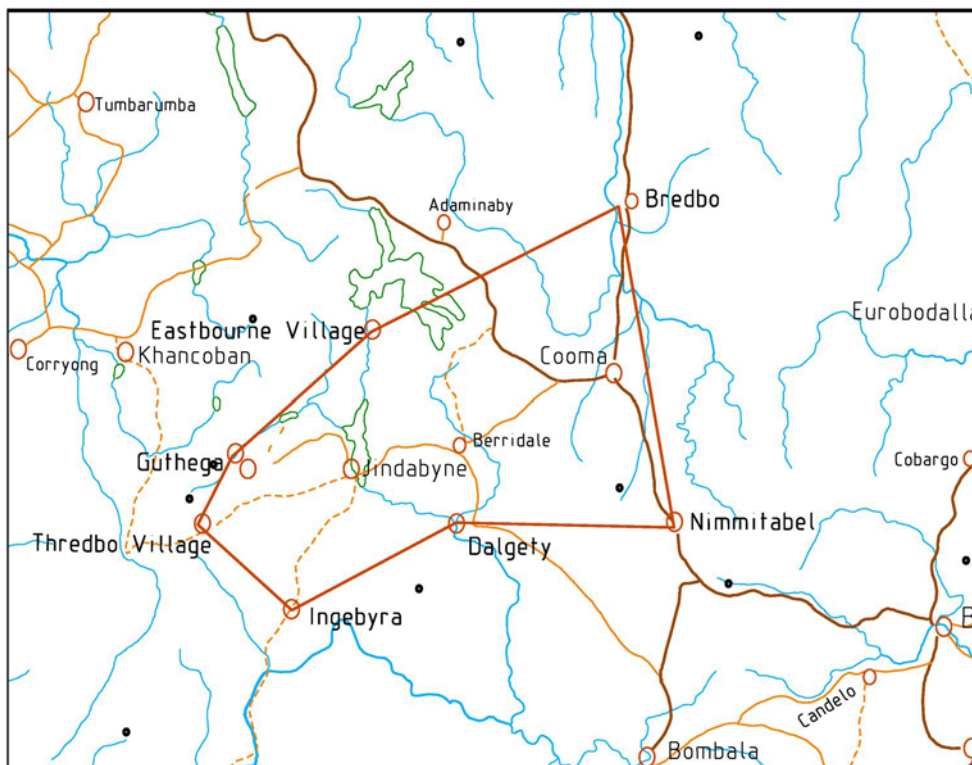 Tumbarumba
Bredbo
Adaminaby
Eurobodalla
Eastbourne Village
Cooma
Khancoban
Corryong
Berridale
Guthega
Jindabyne
Cobargo
Nimmitabel
Thredbo Village
Dalgety
Ingebyra
B
Candelo
Bombala